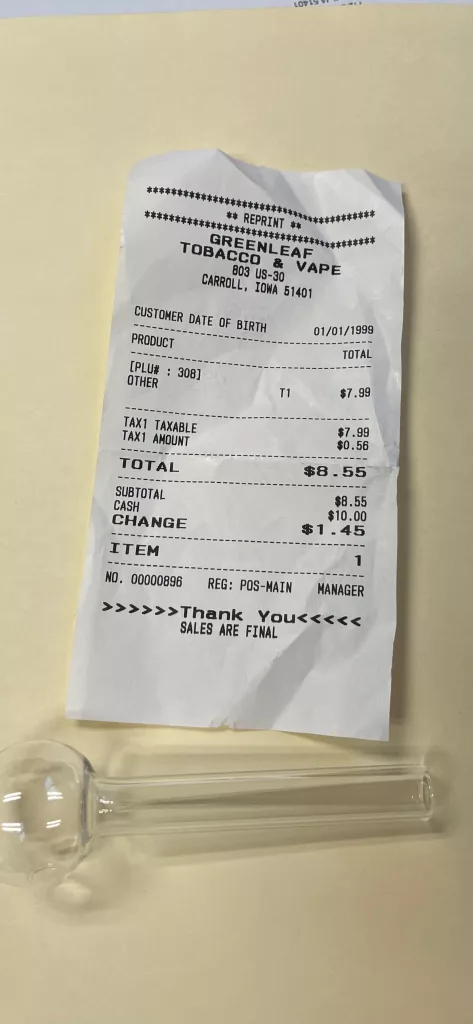 IA 51401
********************************
** REPRINT **
********************************
GREENLEAF
TOBACCO & VAPE
803 US-30
CARROLL, IOWA 51401
CUSTOMER DATE OF BIRTH 01/01/1999
PRODUCT TOTAL
[PLU# : 308]
OTHER T1 $7.99
TAX1 TAXABLE $7.99
TAX1 AMOUNT $0.56
TOTAL $8.55
SUBTOTAL $8.55
CASH $10.00
CHANGE $1.45
ITEM 1
NO. 00000896 REG: POS-MAIN MANAGER
>>>>>>Thank You<<<<<
SALES ARE FINAL